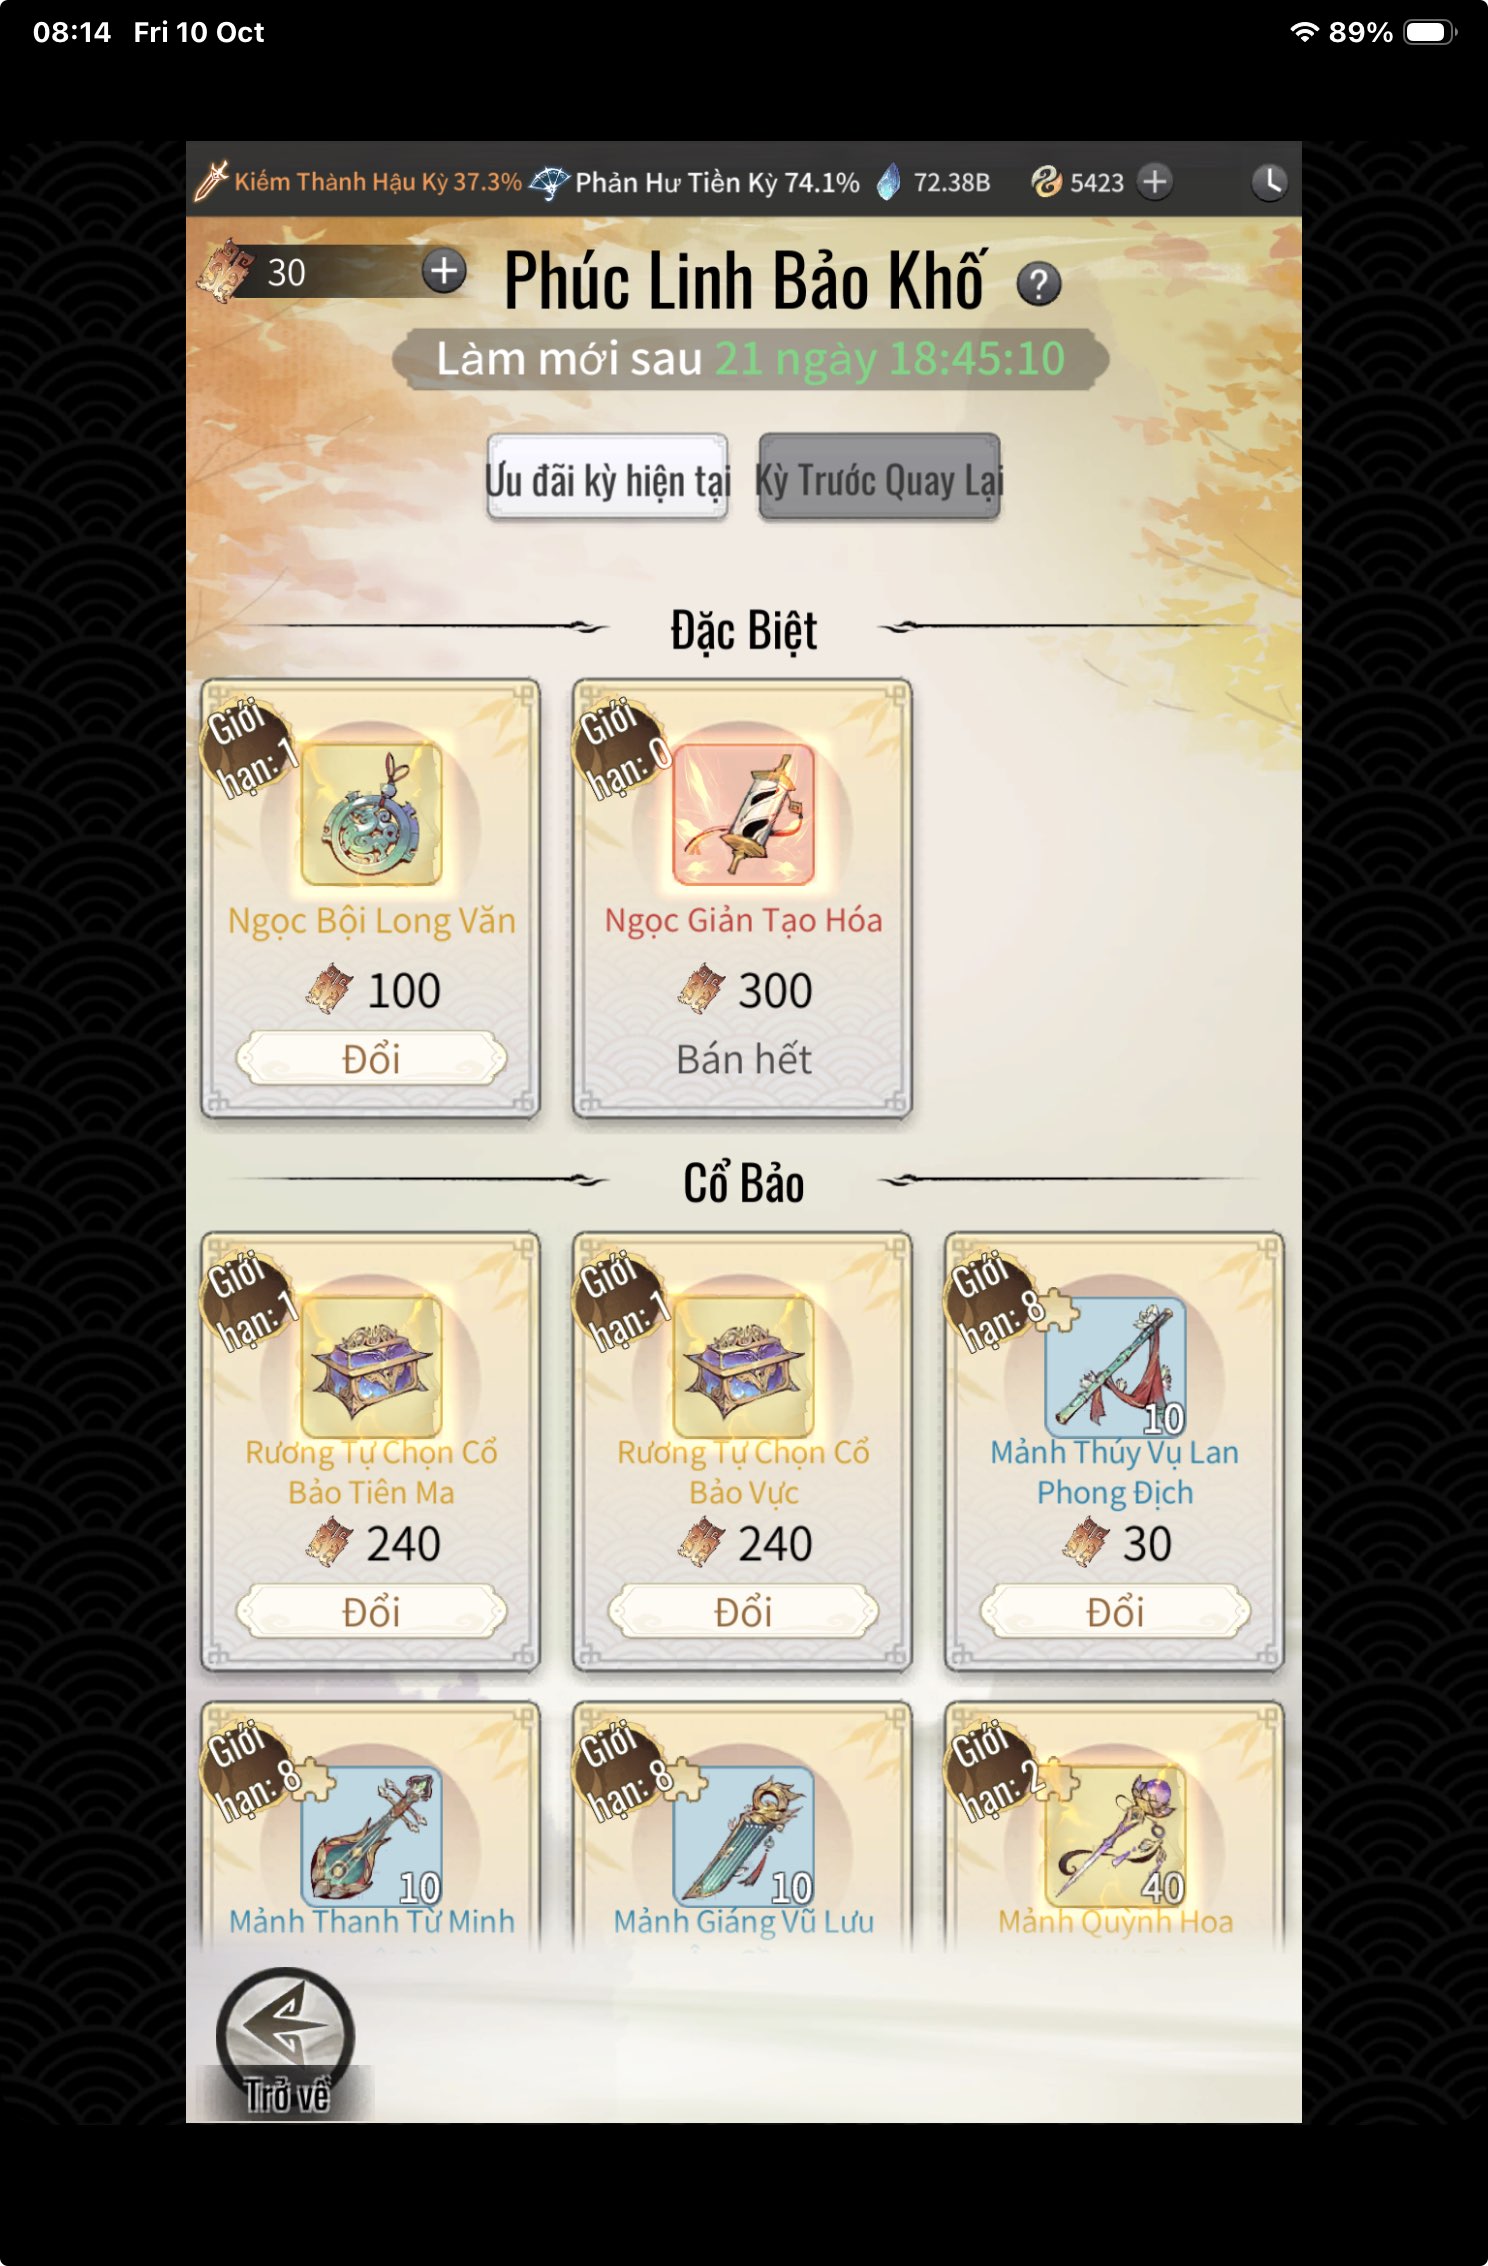 08:14 Fri 10 Oct 89%
Kiếm Thành Hậu Kỳ 37.3% Phản Hư Tiền Kỳ 74.1% 72.38B 5423
30
Phúc Linh Bảo Khố ?
Làm mới sau 21 ngày 18:45:10
Ưu đãi kỳ hiện tại Kỳ Trước Quay Lại
Đặc Biệt
Giới hạn: 1
Ngọc Bội Long Văn
100
Đổi
Giới hạn: 0
Ngọc Giản Tạo Hóa
300
Bán hết
Cổ Bảo
Giới hạn: 1
Rương Tự Chọn Cổ
Bảo Tiên Ma
240
Đổi
Giới hạn: 1
Rương Tự Chọn Cổ
Bảo Vực
240
Đổi
Giới hạn: 8
10
Mảnh Thúy Vụ Lan
Phong Địch
30
Đổi
Giới hạn: 8
10
Mảnh Thanh Từ Minh
Giới hạn: 8
10
Mảnh Giáng Vũ Lưu
Giới hạn: 2
40
Mảnh Quỳnh Hoa
Trở về